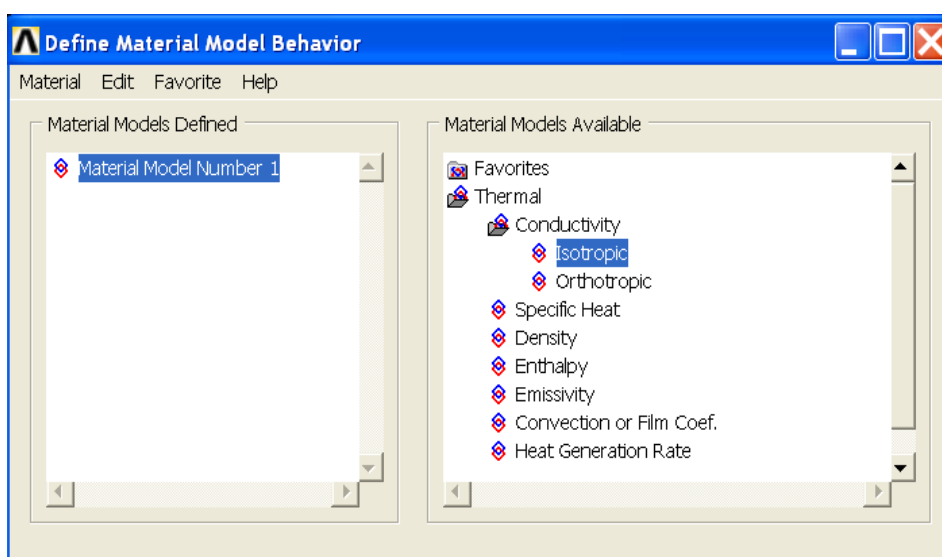 Define Material Model Behavior
Material Edit Favorite Help
Material Models Defined
Material Model Number 1
Material Models Available
Favorites
Thermal
Conductivity
Isotropic
Orthotropic
Specific Heat
Density
Enthalpy
Emissivity
Convection or Film Coef.
Heat Generation Rate